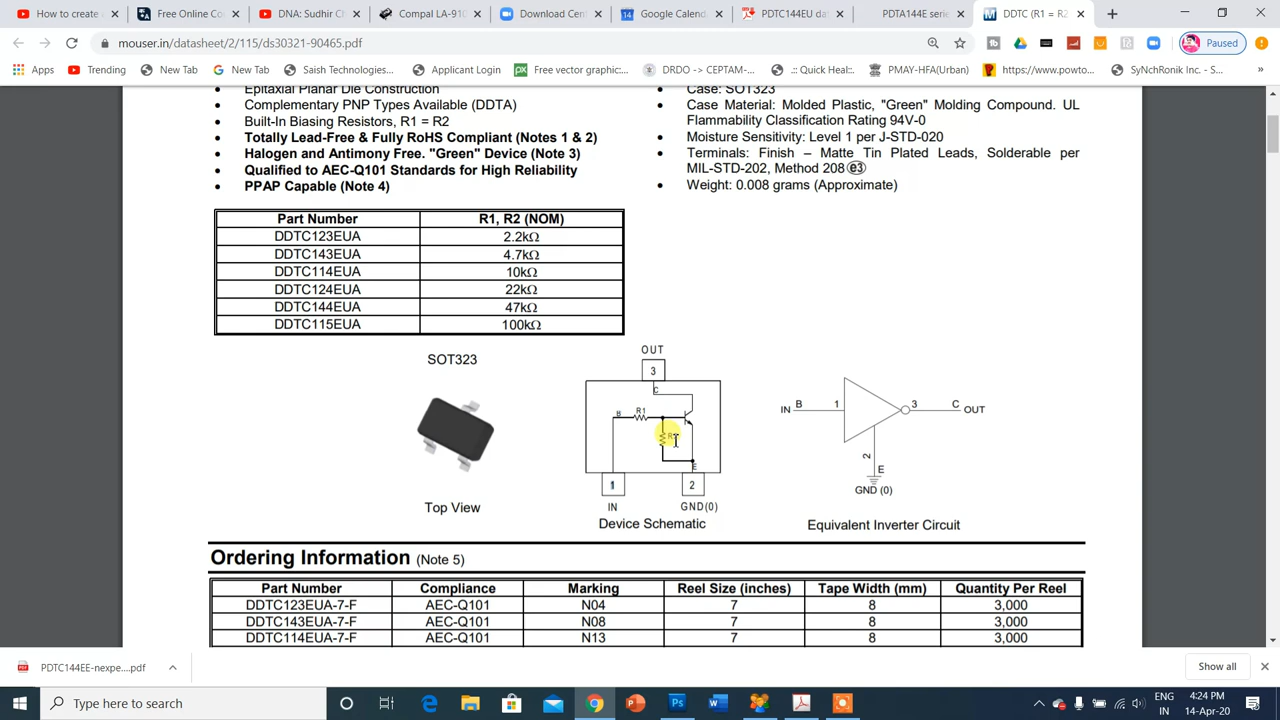 How to create
Free Online Co
DNA: Sudhir C
Compal LA-910
Download Cen
Google Calend
PDTC144EU da
PDTA144E serie
DDTC (R1 = R2
mouser.in/datasheet/2/115/ds30321-90465.pdf
Paused
Apps
Trending
New Tab
New Tab
Saish Technologies...
Applicant Login
Free vector graphic:...
DRDO -> CEPTAM-...
.:: Quick Heal:.
PMAY-HFA(Urban)
https://www.powto...
SyNchRonik Inc. - S...
Epitaxial Planar Die Construction
Complementary PNP Types Available (DDTA)
Built-In Biasing Resistors, R1 = R2
Totally Lead-Free & Fully RoHS Compliant (Notes 1 & 2)
Halogen and Antimony Free. "Green" Device (Note 3)
Qualified to AEC-Q101 Standards for High Reliability
PPAP Capable (Note 4)
Case: SOT323
Case Material: Molded Plastic, "Green" Molding Compound. UL
Flammability Classification Rating 94V-0
Moisture Sensitivity: Level 1 per J-STD-020
Terminals: Finish – Matte Tin Plated Leads, Solderable per
MIL-STD-202, Method 208 e3
Weight: 0.008 grams (Approximate)
Part Number R1, R2 (NOM)
DDTC123EUA 2.2kΩ
DDTC143EUA 4.7kΩ
DDTC114EUA 10kΩ
DDTC124EUA 22kΩ
DDTC144EUA 47kΩ
DDTC115EUA 100kΩ
SOT323
Top View
OUT
3
C
B R1
E
1 2
IN GND(0)
Device Schematic
IN B 1 3 C OUT
2
E
GND (0)
Equivalent Inverter Circuit
Ordering Information (Note 5)
Part Number Compliance Marking Reel Size (inches) Tape Width (mm) Quantity Per Reel
DDTC123EUA-7-F AEC-Q101 N04 7 8 3,000
DDTC143EUA-7-F AEC-Q101 N08 7 8 3,000
DDTC114EUA-7-F AEC-Q101 N13 7 8 3,000
PDTC144EE-nexpe....pdf
Show all
Type here to search
ENG
IN
4:24 PM
14-Apr-20